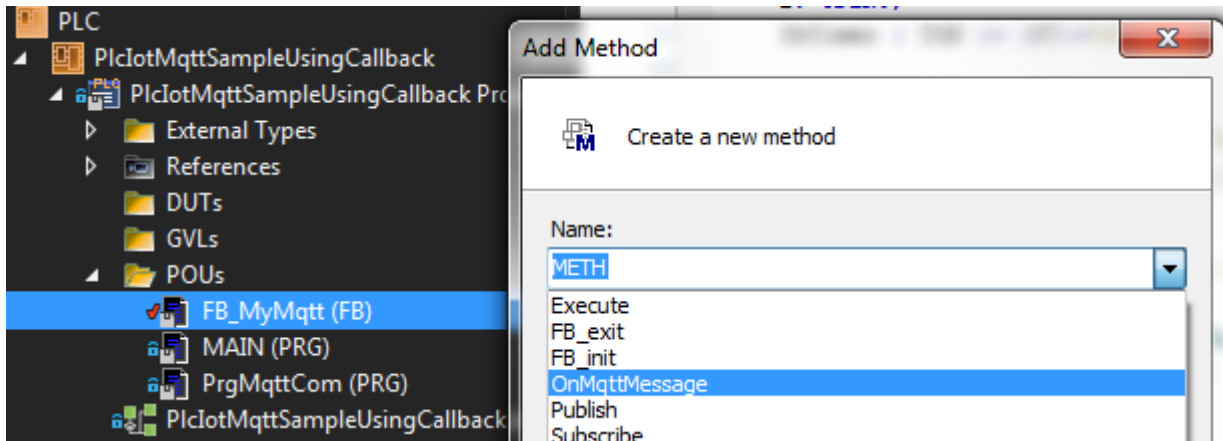 PLC
PlcIotMqttSampleUsingCallback
PlcIotMqttSampleUsingCallback Pro
External Types
References
DUTs
GVLs
POUs
FB_MyMqtt (FB)
MAIN (PRG)
PrgMqttCom (PRG)
PlcIotMqttSampleUsingCallback
Add Method
Create a new method
Name:
METH
Execute
FB_exit
FB_init
OnMqttMessage
Publish
Subscribe